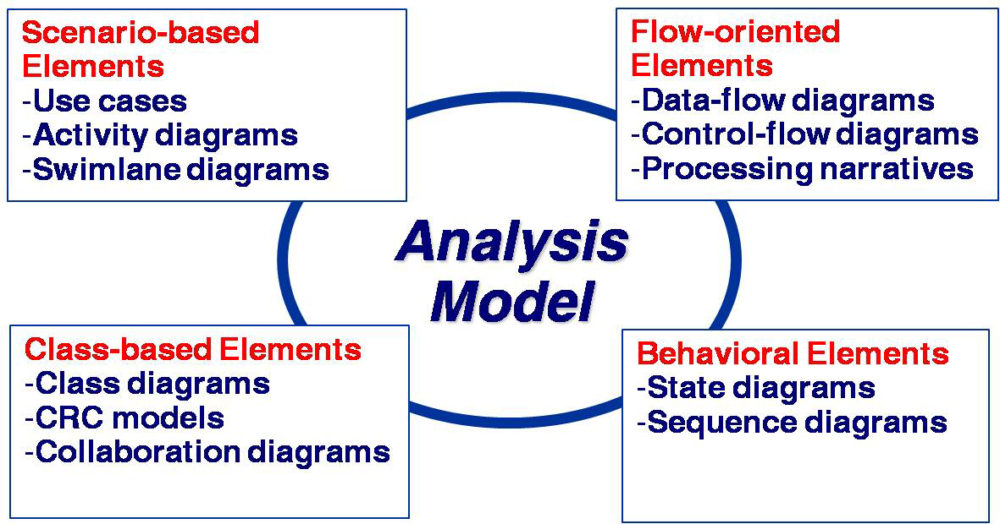 Scenario-based
Elements
-Use cases
-Activity diagrams
-Swimlane diagrams
Flow-oriented
Elements
-Data-flow diagrams
-Control-flow diagrams
-Processing narratives
Analysis
Model
Class-based Elements
-Class diagrams
-CRC models
-Collaboration diagrams
Behavioral Elements
-State diagrams
-Sequence diagrams